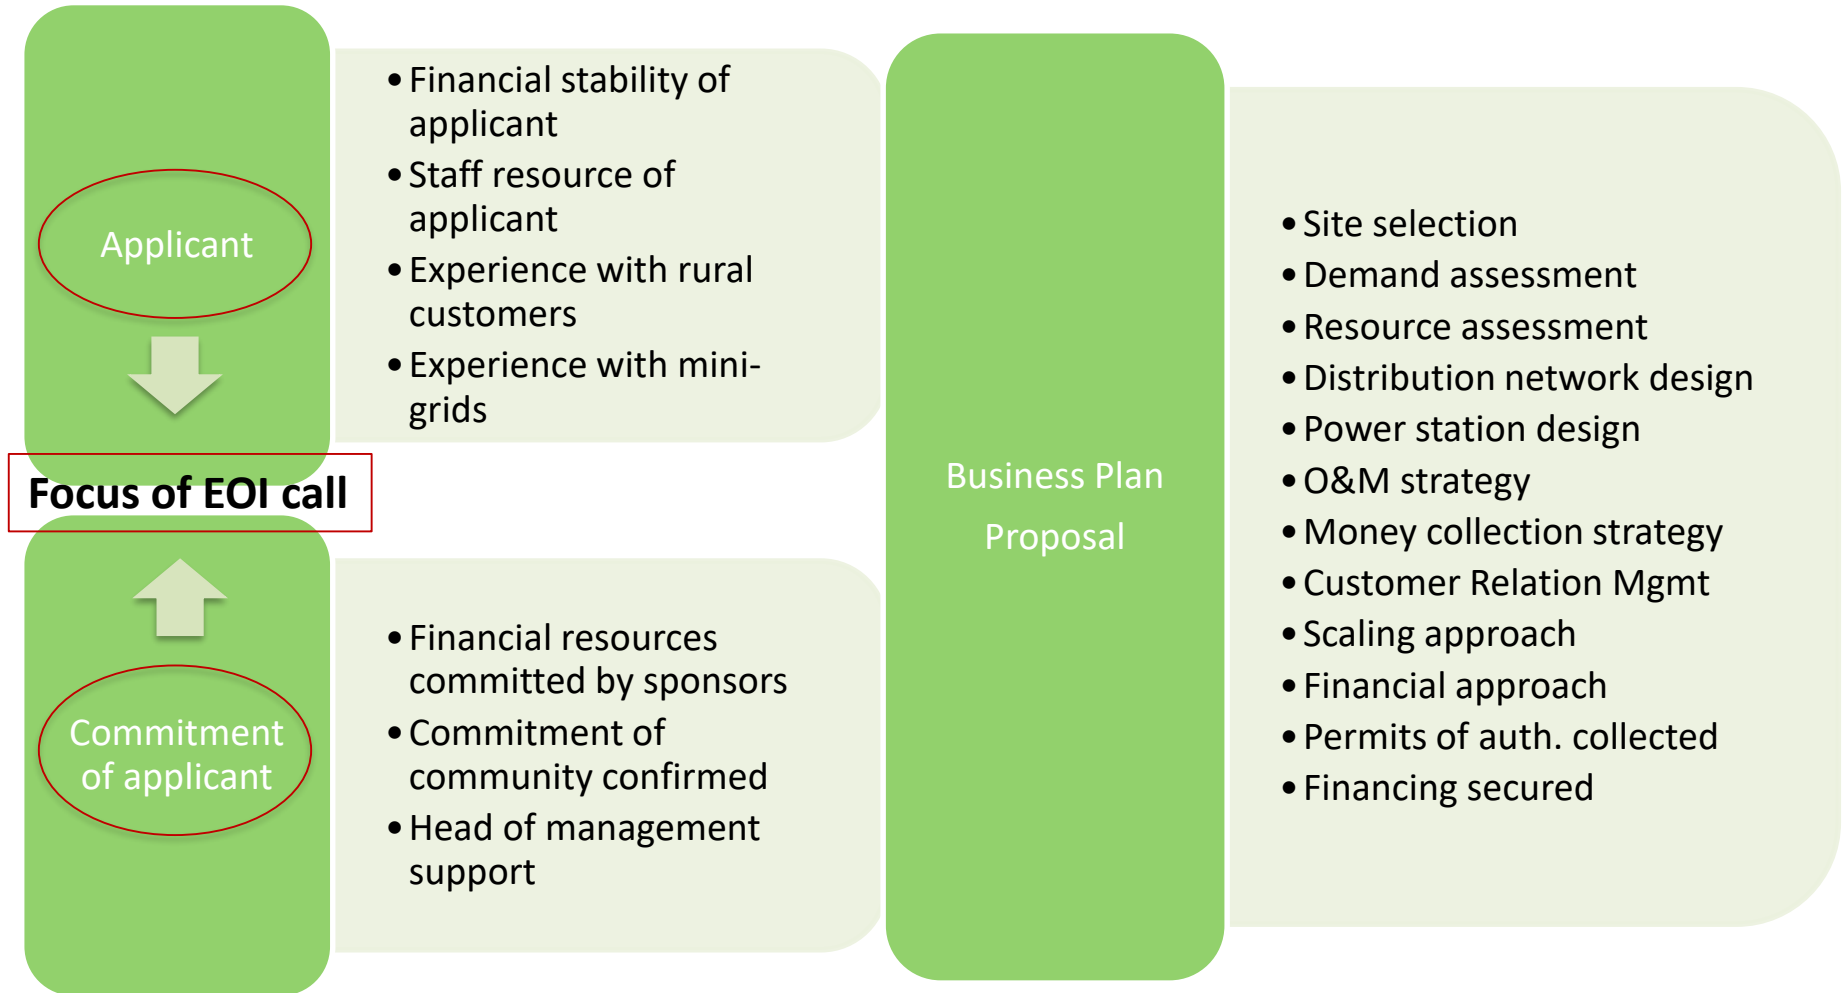 Applicant
• Financial stability of
applicant
• Staff resource of
applicant
• Experience with rural
customers
• Experience with mini-
grids
Focus of EOI call
Commitment
of applicant
• Financial resources
committed by sponsors
• Commitment of
community confirmed
• Head of management
support
Business Plan
Proposal
• Site selection
• Demand assessment
• Resource assessment
• Distribution network design
• Power station design
• O&M strategy
• Money collection strategy
• Customer Relation Mgmt
• Scaling approach
• Financial approach
• Permits of auth. collected
• Financing secured